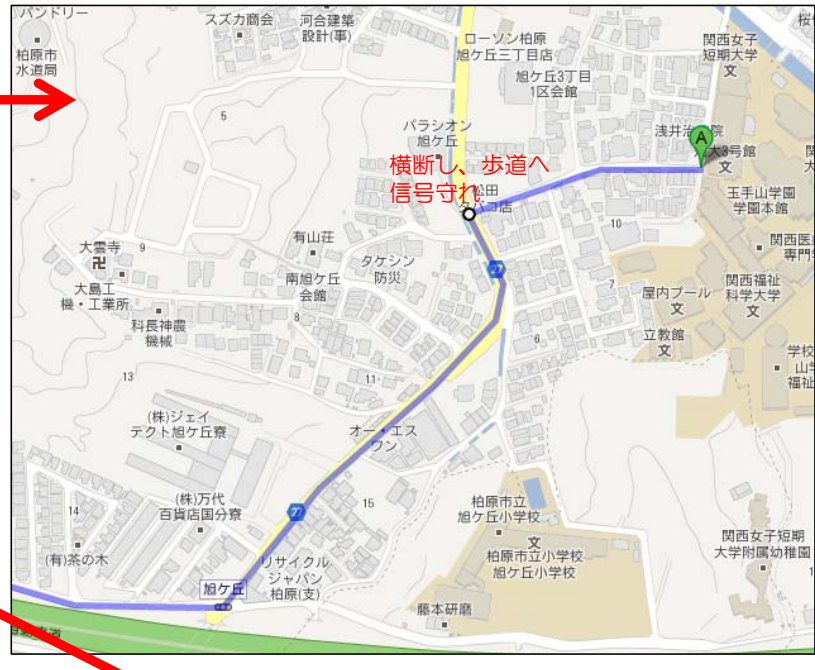 パンドリー
柏原市
水道局
スズカ商会
河合建築
設計(事)
ローソン柏原
旭ケ丘三丁目店
旭ケ丘3丁目
1区会館
関西女子
短期大学
文
5
パラシオン
旭ケ丘
横断し、歩道へ
信号守れ
松田
タバコ店
A
3号館
文
玉手山学園
学園本館
10
関西医
専門
大雲寺
卍
9
有山荘
南旭ケ丘
会館
タケシン
防災
27
7
屋内プール
文
関西福祉
科学大学
文
大島工
機・工業所
科長神農
機械
8
6
立教館
文
学校
山学
福祉
13
11
(株)ジェイ
テクト旭ケ丘寮
オー・エス
ワン
(株)万代
百貨店国分寮
27
15
14
柏原市立
旭ケ丘小学校
文
柏原市立小学校
旭ケ丘小学校
関西女子短期
大学附属幼稚園
(有)茶の木
リサイクル
ジャパン
柏原(支)
旭ケ丘
藤本研磨